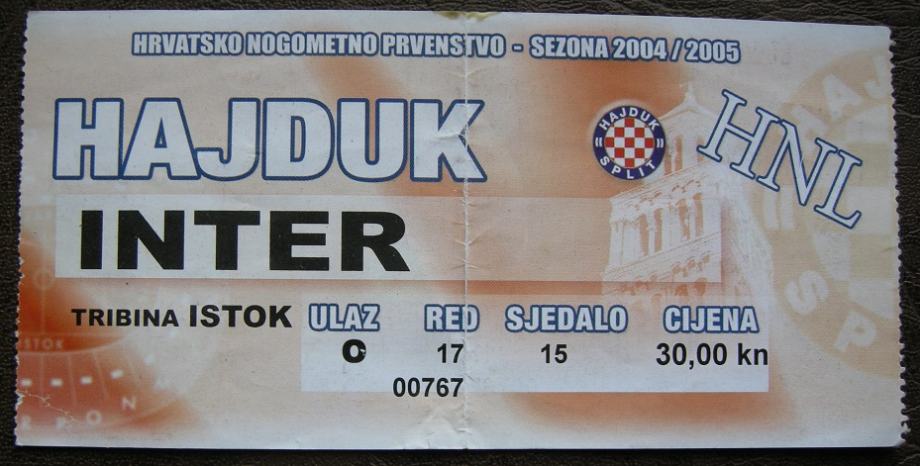 HRVATSKO NOGOMETNO PRVENSTVO - SEZONA 2004 / 2005
HAJDUK
HAJDUK SPLIT
HNL
INTER
TRIBINA ISTOK
ULAZ RED SJEDALO CIJENA
C 17 15 30,00 kn
00767
ISTOK